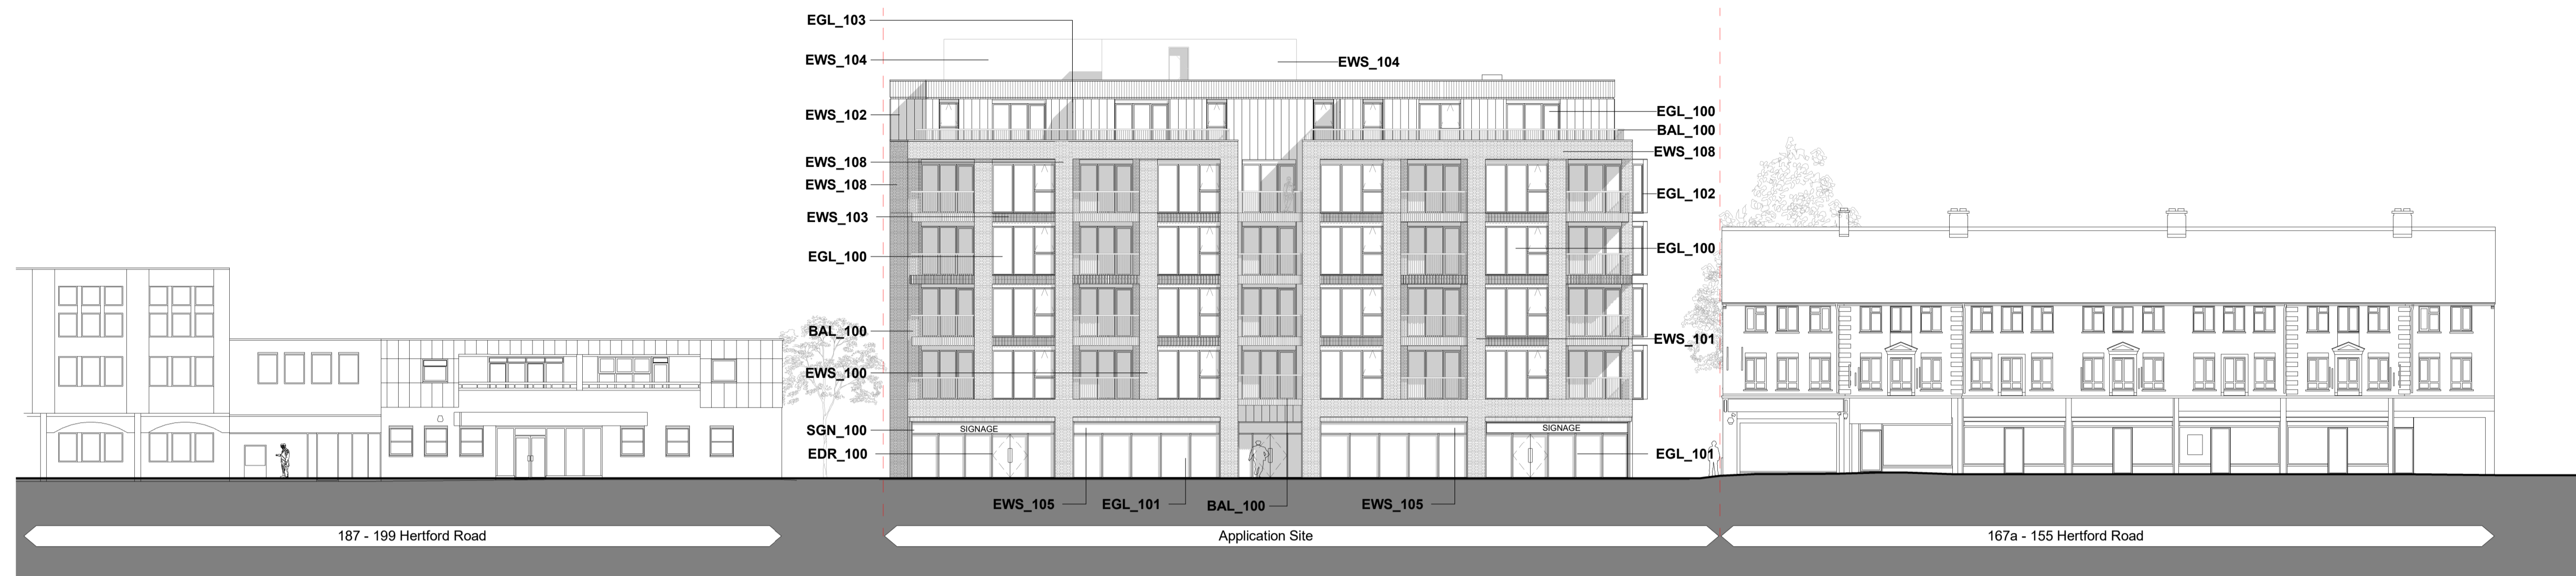 EGL_103
EWS_104
EWS_104
EWS_102
EGL_100
BAL_100
EWS_108
EWS_108
EWS_108
EGL_102
EWS_103
EGL_100
EGL_100
BAL_100
EWS_101
EWS_100
SGN_100
SIGNAGE
SIGNAGE
EDR_100
EGL_101
EWS_105
EGL_101
BAL_100
EWS_105
187 - 199 Hertford Road
Application Site
167a - 155 Hertford Road